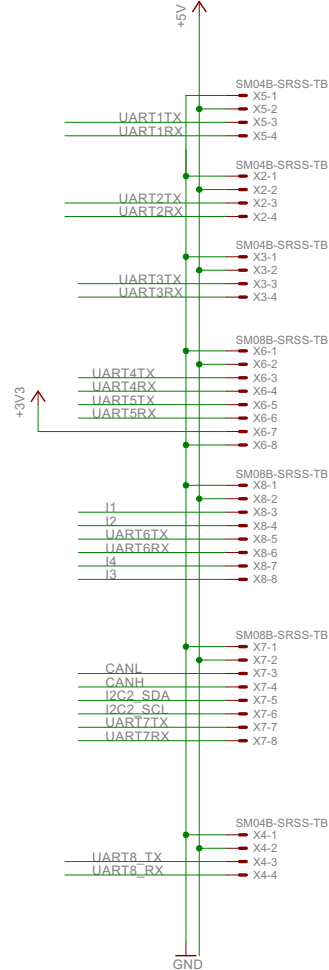 +5V
SM04B-SRSS-TB
X5-1
X5-2
UART1TX X5-3
UART1RX X5-4
SM04B-SRSS-TB
X2-1
X2-2
UART2TX X2-3
UART2RX X2-4
SM04B-SRSS-TB
X3-1
X3-2
UART3TX X3-3
UART3RX X3-4
SM08B-SRSS-TB
X6-1
X6-2
UART4TX X6-3
UART4RX X6-4
UART5TX X6-5
UART5RX X6-6
+3V3 X6-7
X6-8
SM08B-SRSS-TB
X8-1
X8-2
I1 X8-3
I2 X8-4
UART6TX X8-5
UART6RX X8-6
I4 X8-7
I3 X8-8
SM08B-SRSS-TB
X7-1
X7-2
CANL X7-3
CANH X7-4
I2C2_SDA X7-5
I2C2_SCL X7-6
UART7TX X7-7
UART7RX X7-8
SM04B-SRSS-TB
X4-1
X4-2
UART8_TX X4-3
UART8_RX X4-4
GND